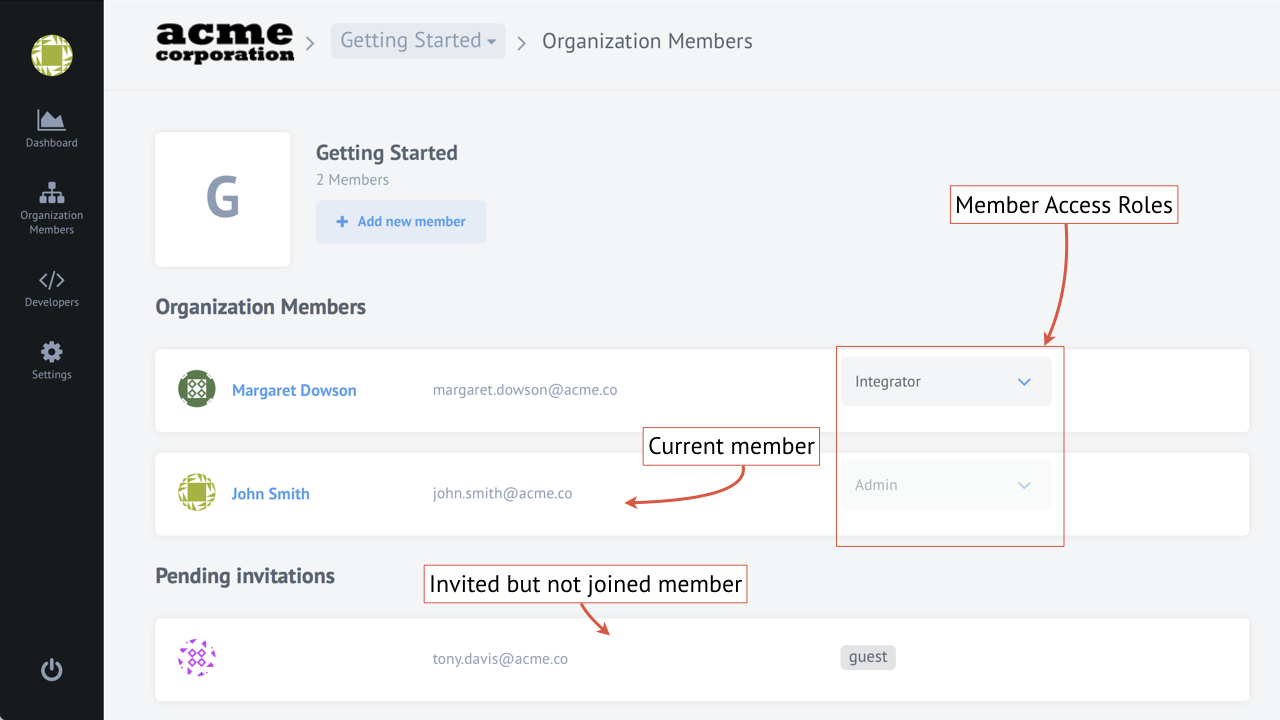 acme
corporation
Getting Started
Organization Members
Dashboard
Organization
Members
Developers
Settings
G
Getting Started
2 Members
+ Add new member
Member Access Roles
Organization Members
Margaret Dowson margaret.dowson@acme.co Integrator
Current member
John Smith john.smith@acme.co Admin
Pending invitations
Invited but not joined member
tony.davis@acme.co guest